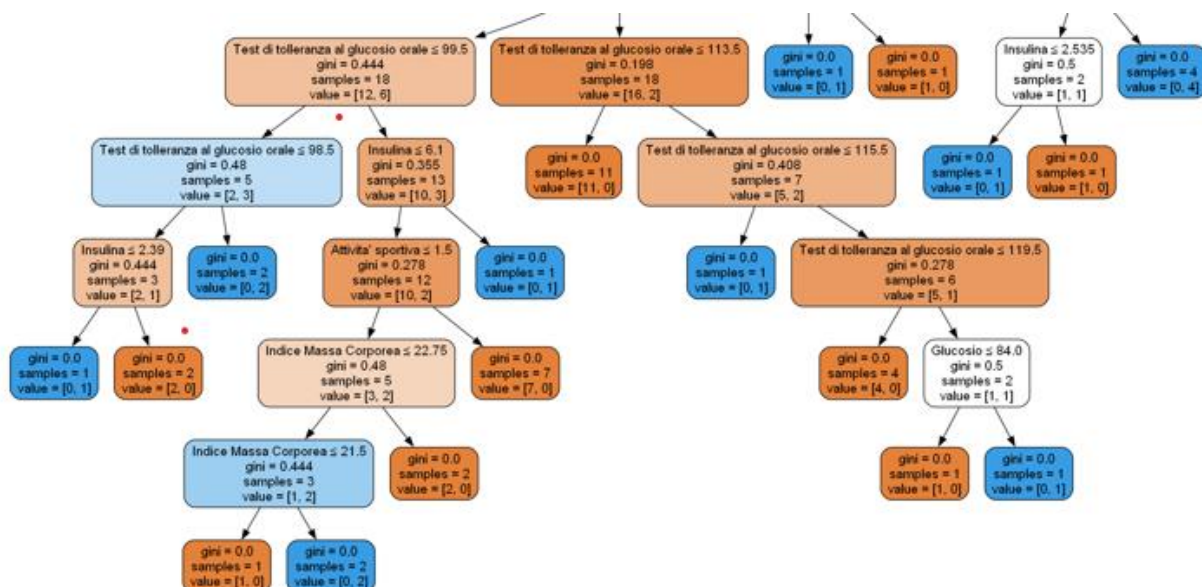 Test di tolleranza al glucosio orale ≤ 99.5
gini = 0.444
samples = 18
value = [12, 6]
Test di tolleranza al glucosio orale ≤ 113.5
gini = 0.198
samples = 18
value = [16, 2]
gini = 0.0
samples = 1
value = [0, 1]
gini = 0.0
samples = 1
value = [1, 0]
Insulina ≤ 2.535
gini = 0.5
samples = 2
value = [1, 1]
gini = 0.0
samples = 4
value = [0, 4]
Test di tolleranza al glucosio orale ≤ 98.5
gini = 0.48
samples = 5
value = [2, 3]
Insulina ≤ 6.1
gini = 0.355
samples = 13
value = [10, 3]
gini = 0.0
samples = 11
value = [11, 0]
Test di tolleranza al glucosio orale ≤ 115.5
gini = 0.408
samples = 7
value = [5, 2]
gini = 0.0
samples = 1
value = [0, 1]
gini = 0.0
samples = 1
value = [1, 0]
Insulina ≤ 2.39
gini = 0.444
samples = 3
value = [2, 1]
gini = 0.0
samples = 2
value = [0, 2]
Attivita' sportiva ≤ 1.5
gini = 0.278
samples = 12
value = [10, 2]
gini = 0.0
samples = 1
value = [0, 1]
gini = 0.0
samples = 1
value = [0, 1]
Test di tolleranza al glucosio orale ≤ 119.5
gini = 0.278
samples = 6
value = [5, 1]
gini = 0.0
samples = 1
value = [0, 1]
gini = 0.0
samples = 2
value = [2, 0]
Indice Massa Corporea ≤ 22.75
gini = 0.48
samples = 5
value = [3, 2]
gini = 0.0
samples = 7
value = [7, 0]
gini = 0.0
samples = 4
value = [4, 0]
Glucosio ≤ 84.0
gini = 0.5
samples = 2
value = [1, 1]
Indice Massa Corporea ≤ 21.5
gini = 0.444
samples = 3
value = [1, 2]
gini = 0.0
samples = 2
value = [2, 0]
gini = 0.0
samples = 1
value = [1, 0]
gini = 0.0
samples = 1
value = [0, 1]
gini = 0.0
samples = 1
value = [1, 0]
gini = 0.0
samples = 2
value = [0, 2]